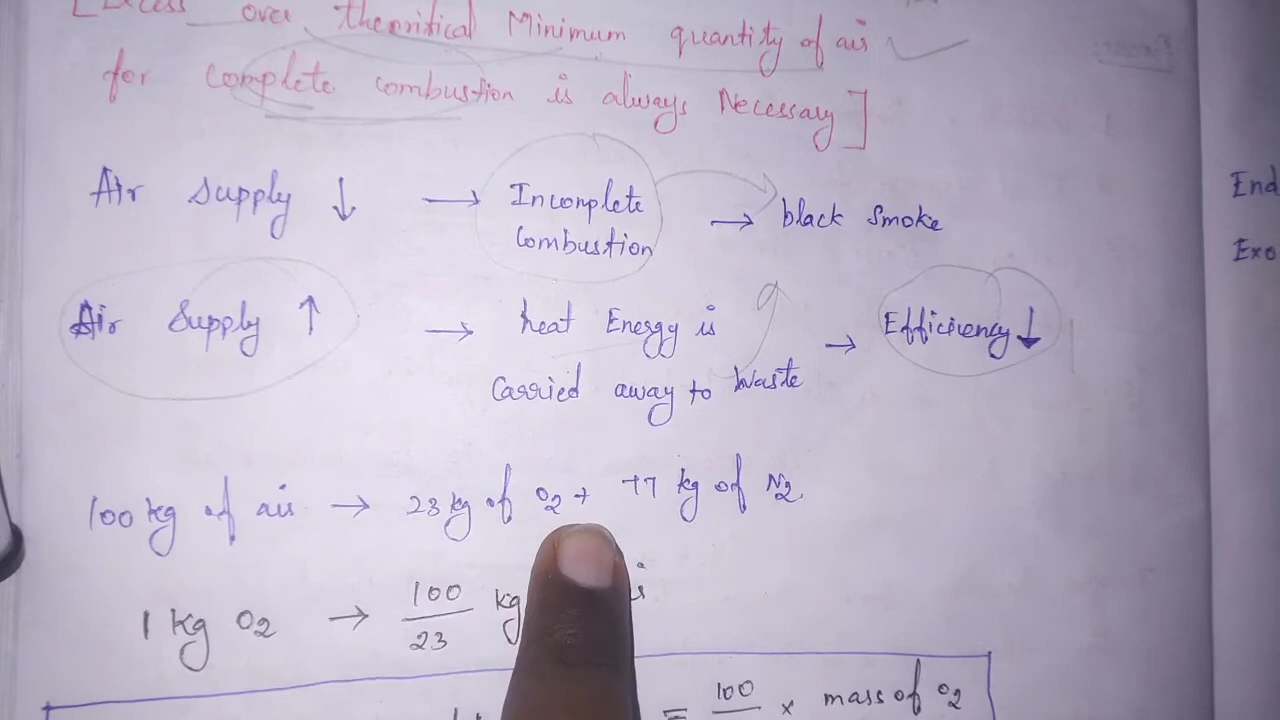 [Excess over theoritical Minimum quantity of air
for complete combustion is always Necessary]
Air Supply ↓ → Incomplete Combustion → black smoke
Air Supply ↑ → heat Energy is Carried away to Waste → Efficiency ↓
100 kg of air → 23 kg of O2 + 77 kg of N2
1 kg O2 → 100/23 kg
= 100 × mass of O2
End
Exo